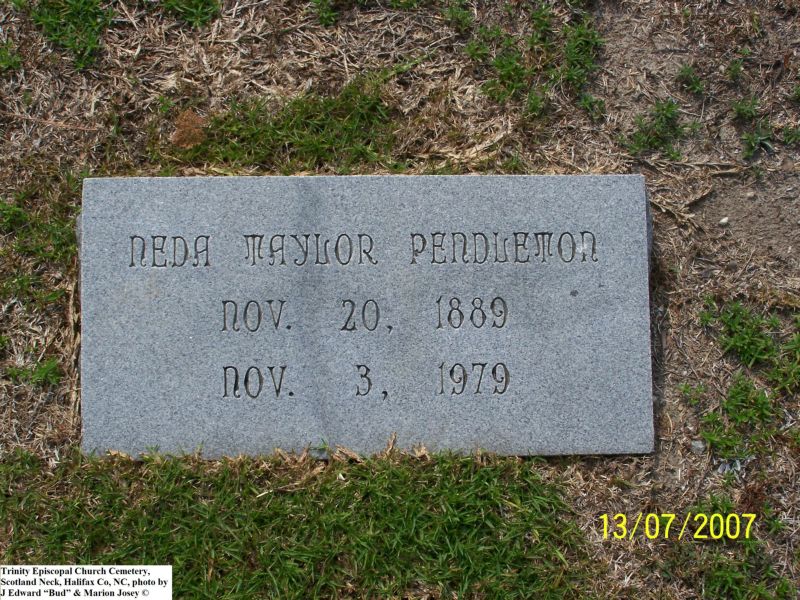 NEDA TAYLOR PENDLETON
NOV. 20, 1889
NOV. 3, 1979
13/07/2007
Trinity Episcopal Church Cemetery,
Scotland Neck, Halifax Co, NC, photo by
J Edward “Bud” & Marion Josey ©